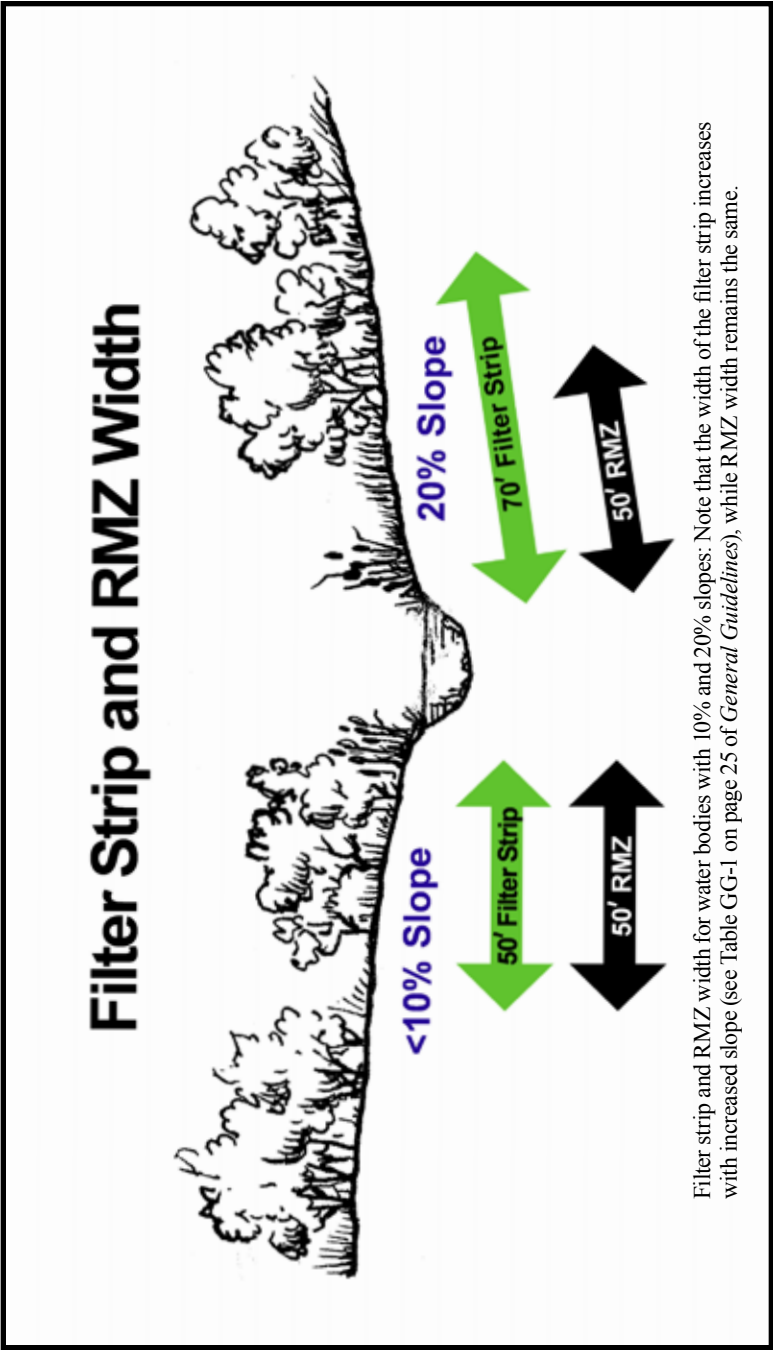 Filter Strip and RMZ Width
<10% Slope
20% Slope
50' Filter Strip
70' Filter Strip
50' RMZ
50' RMZ
Filter strip and RMZ width for water bodies with 10% and 20% slopes: Note that the width of the filter strip increases
with increased slope (see Table GG-1 on page 25 of General Guidelines), while RMZ width remains the same.